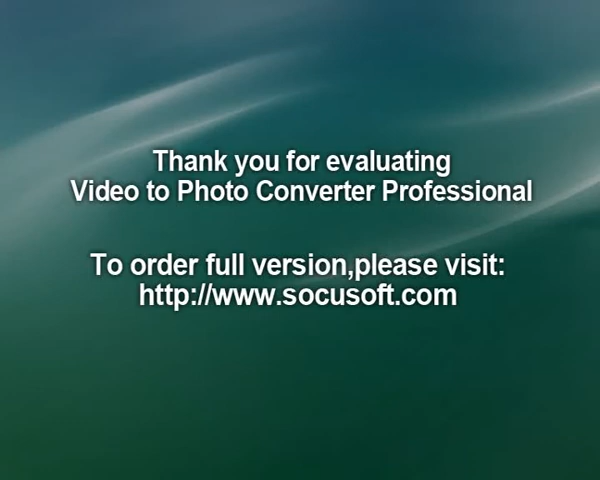 Thank you for evaluating
Video to Photo Converter Professional
To order full version,please visit:
http://www.socusoft.com